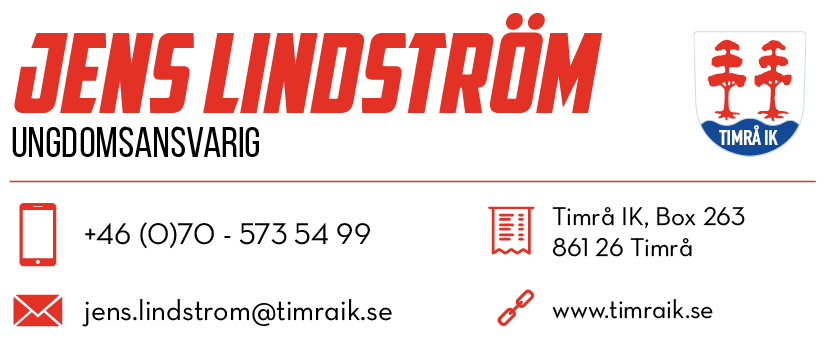 JENS LINDSTRÖM
UNGDOMSANSVARIG
TIMRÅ IK
+46 (0)70 - 573 54 99
jens.lindstrom@timraik.se
Timrå IK, Box 263
861 26 Timrå
www.timraik.se